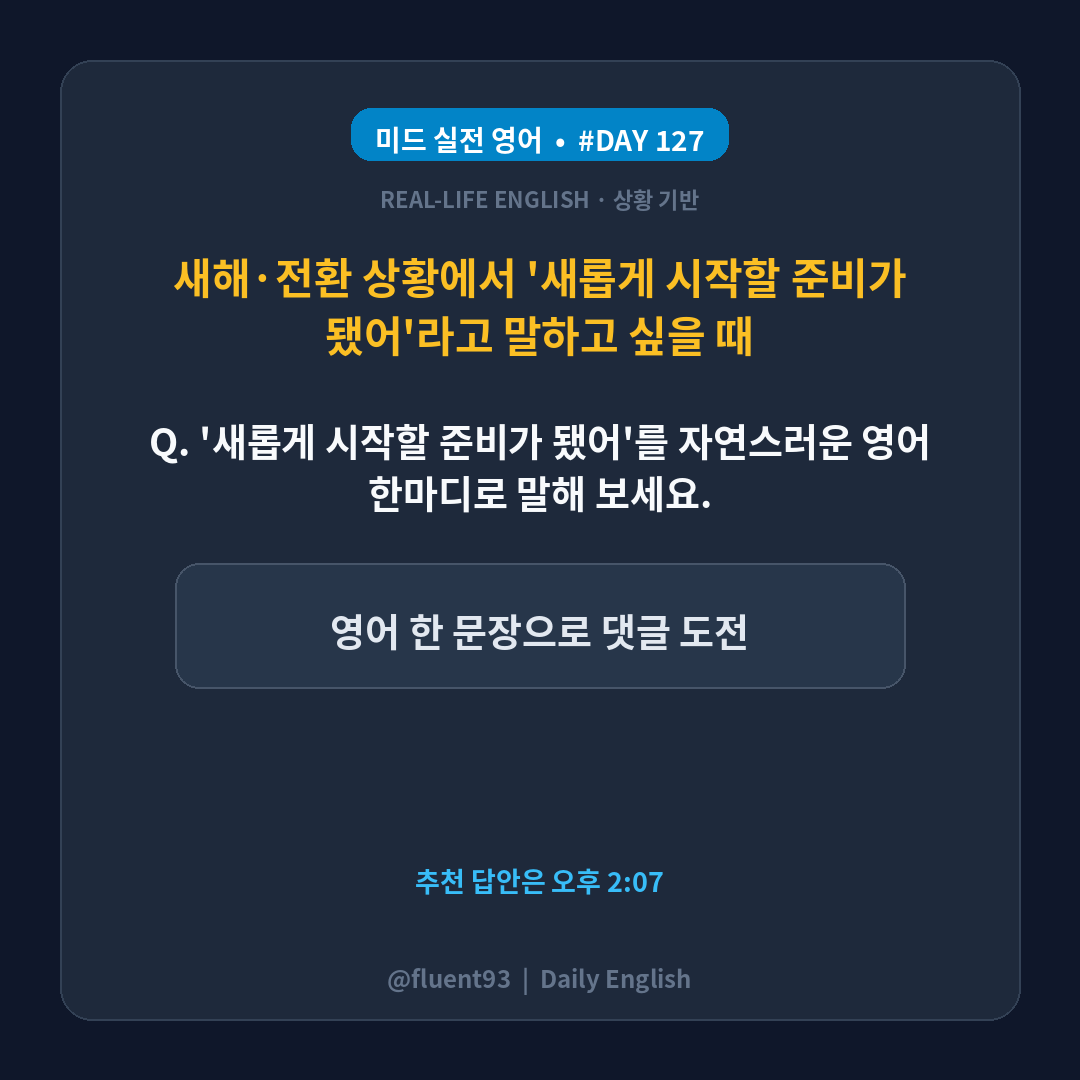 미드 실전 영어 • #DAY 127
REAL-LIFE ENGLISH · 상황 기반
새해·전환 상황에서 '새롭게 시작할 준비가
됐어'라고 말하고 싶을 때
Q. '새롭게 시작할 준비가 됐어'를 자연스러운 영어
한마디로 말해 보세요.
영어 한 문장으로 댓글 도전
추천 답안은 오후 2:07
@fluent93 | Daily English